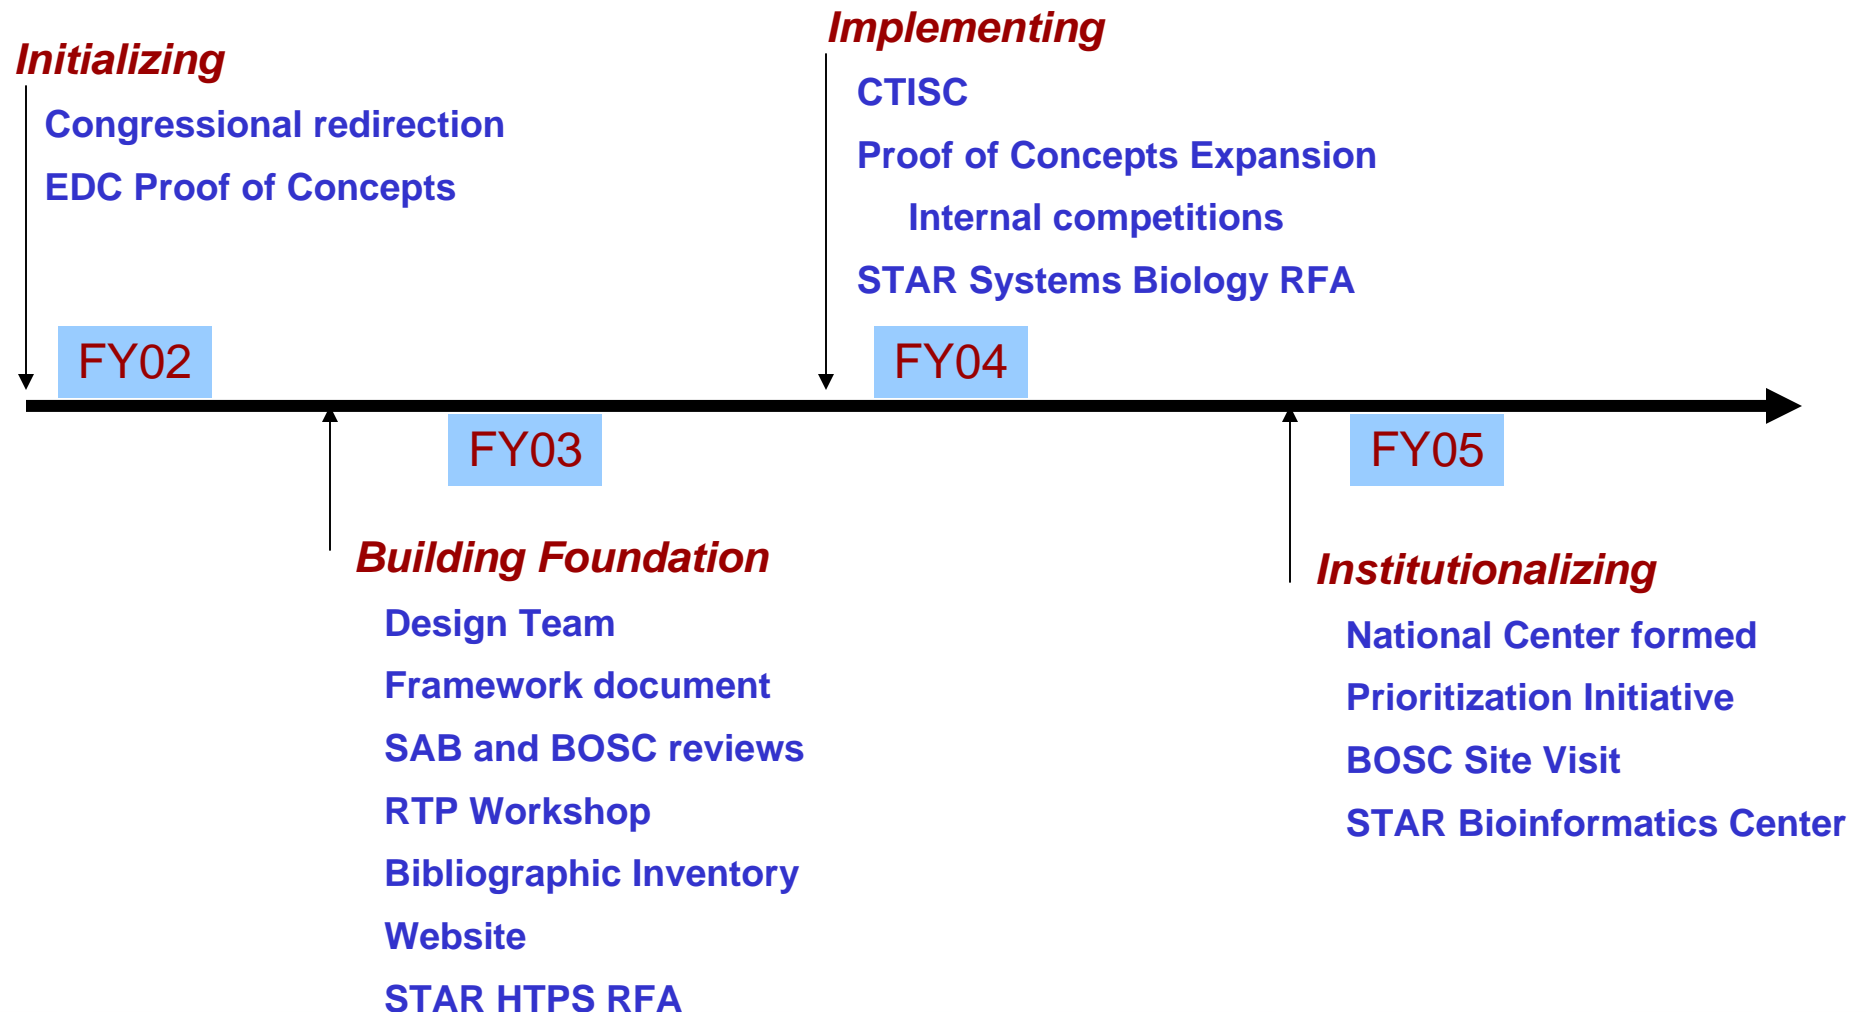 Initializing
Congressional redirection
EDC Proof of Concepts
Implementing
CTISC
Proof of Concepts Expansion
Internal competitions
STAR Systems Biology RFA
FY02
FY04
FY03
FY05
Building Foundation
Design Team
Framework document
SAB and BOSC reviews
RTP Workshop
Bibliographic Inventory
Website
STAR HTPS RFA
Institutionalizing
National Center formed
Prioritization Initiative
BOSC Site Visit
STAR Bioinformatics Center